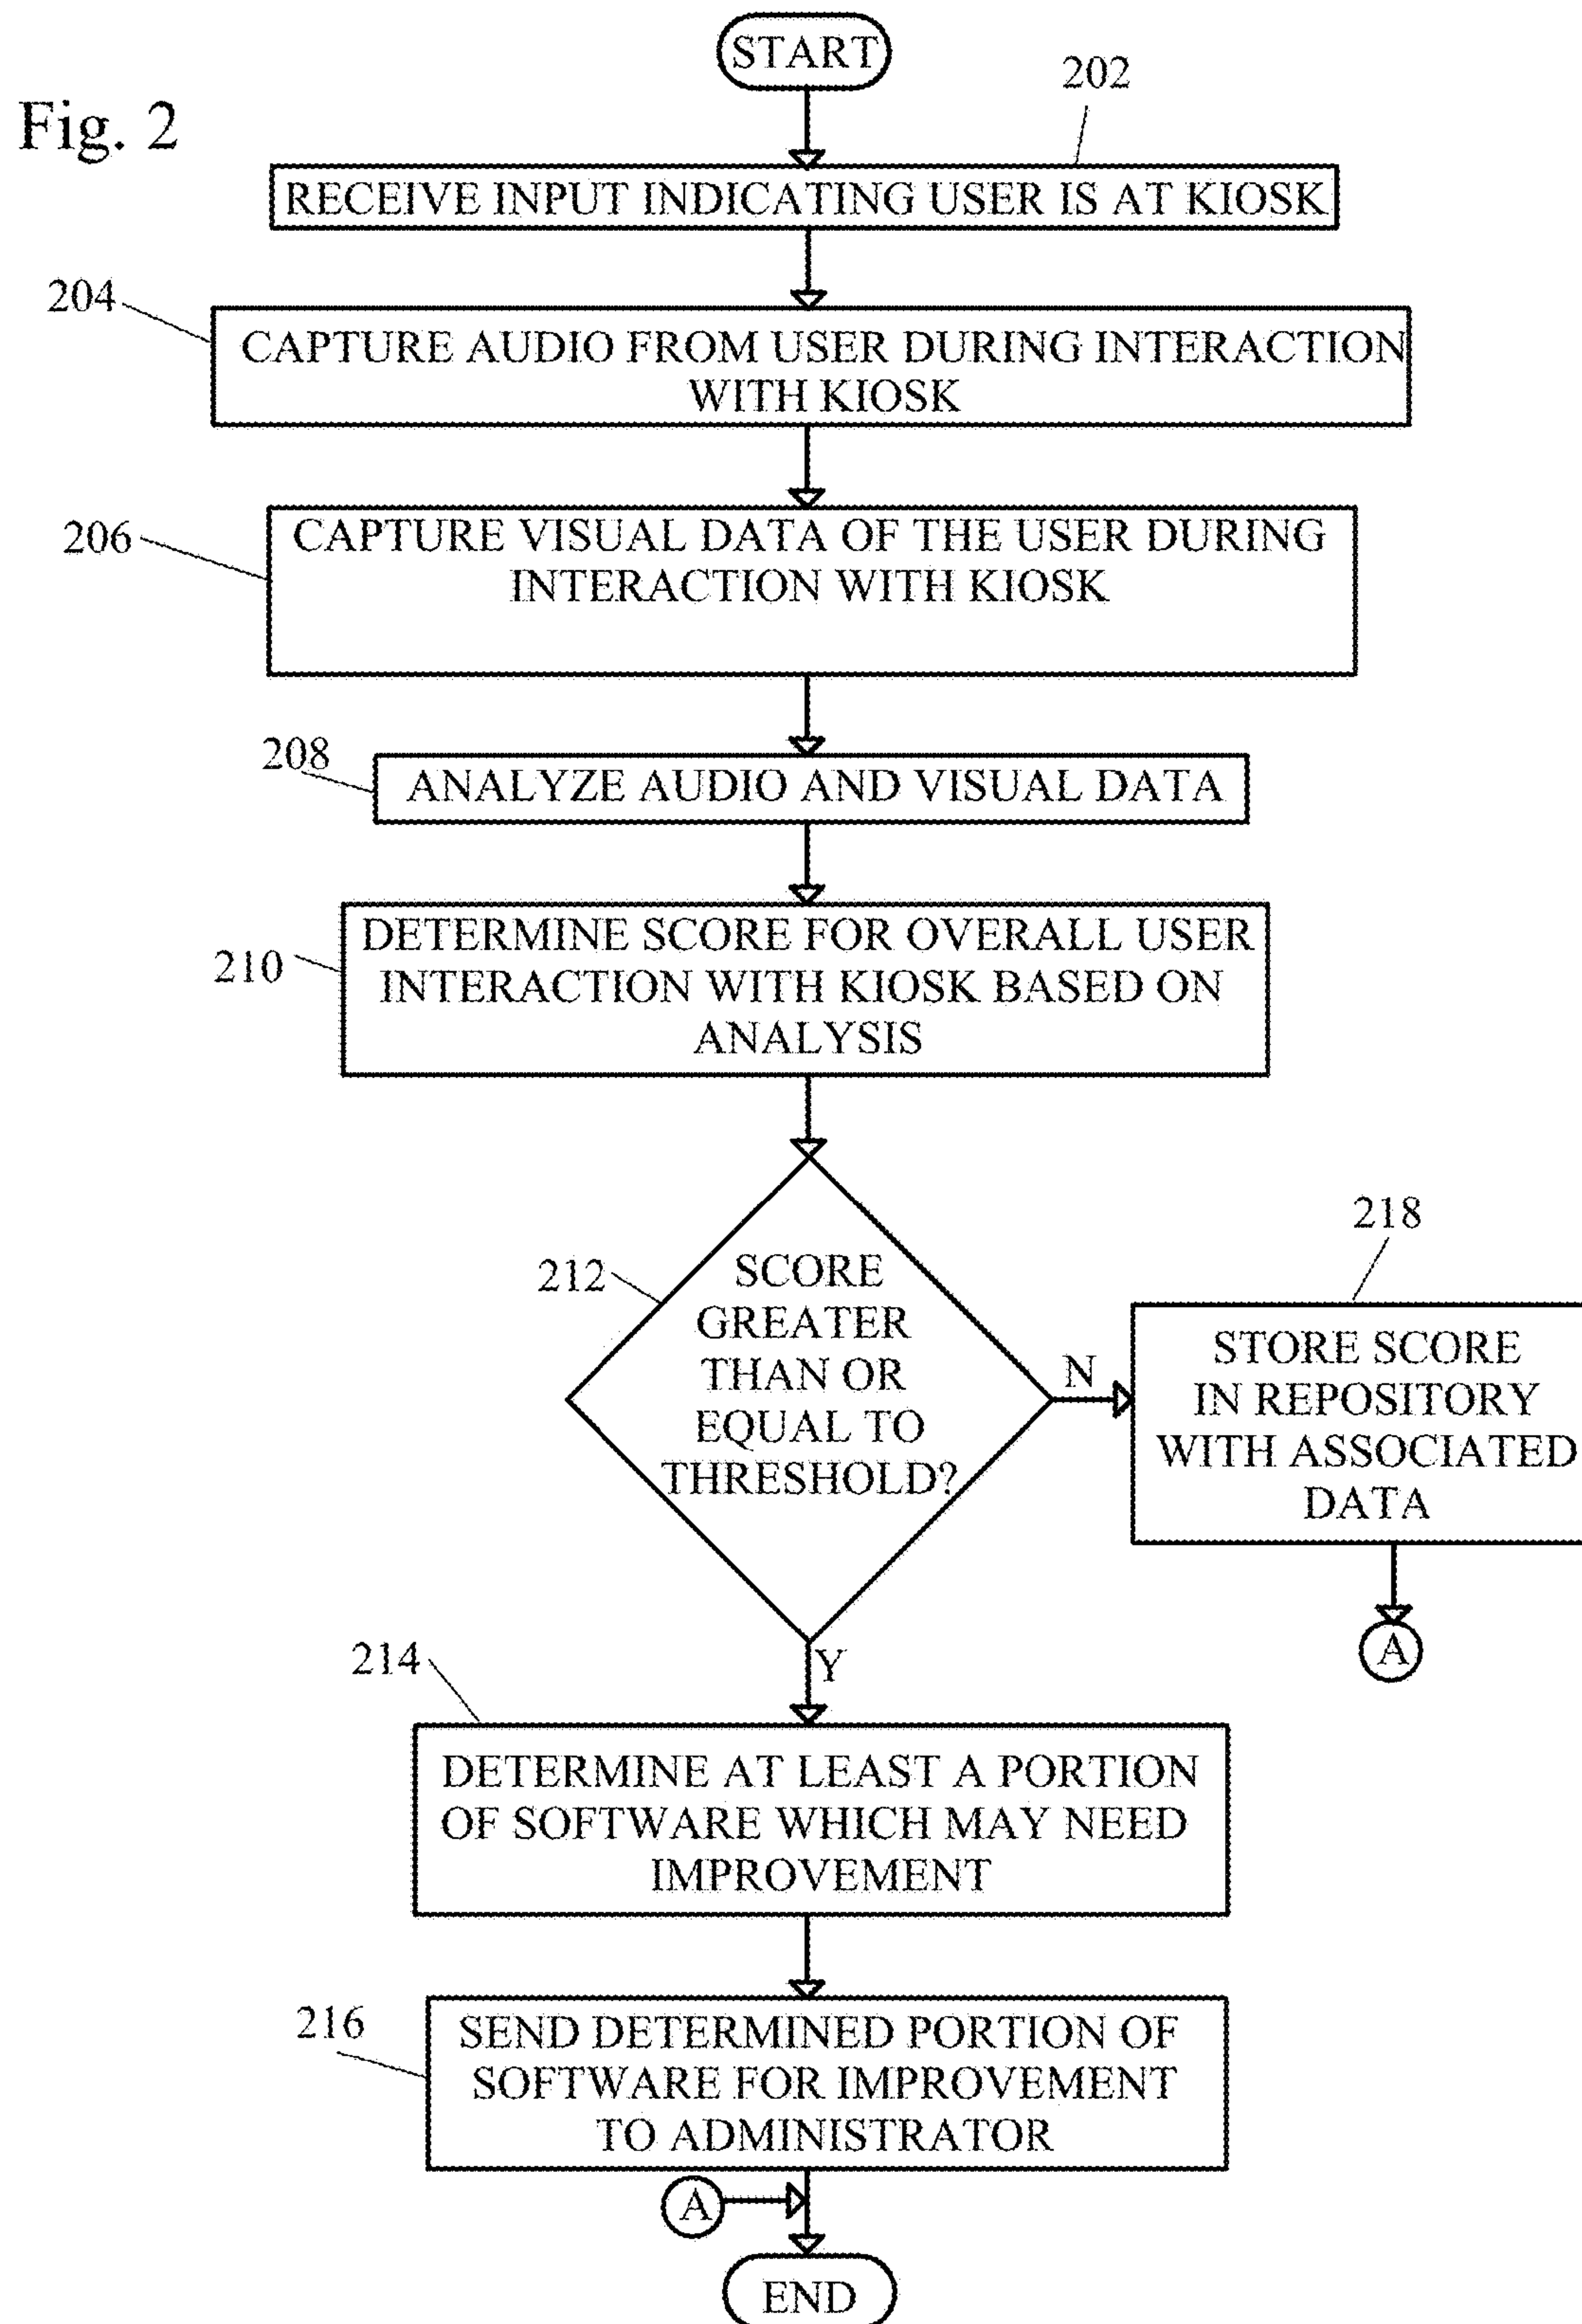 START
202
Fig. 2
RECEIVE INPUT INDICATING USER IS AT KIOSK
204
CAPTURE AUDIO FROM USER DURING INTERACTION
WITH KIOSK
206
CAPTURE VISUAL DATA OF THE USER DURING
INTERACTION WITH KIOSK
208
ANALYZE AUDIO AND VISUAL DATA
210
DETERMINE SCORE FOR OVERALL USER
INTERACTION WITH KIOSK BASED ON
ANALYSIS
212
SCORE
GREATER
THAN OR
EQUAL TO
THRESHOLD?
N
218
STORE SCORE
IN REPOSITORY
WITH ASSOCIATED
DATA
A
Y
214
DETERMINE AT LEAST A PORTION
OF SOFTWARE WHICH MAY NEED
IMPROVEMENT
216
SEND DETERMINED PORTION OF
SOFTWARE FOR IMPROVEMENT
TO ADMINISTRATOR
A
END